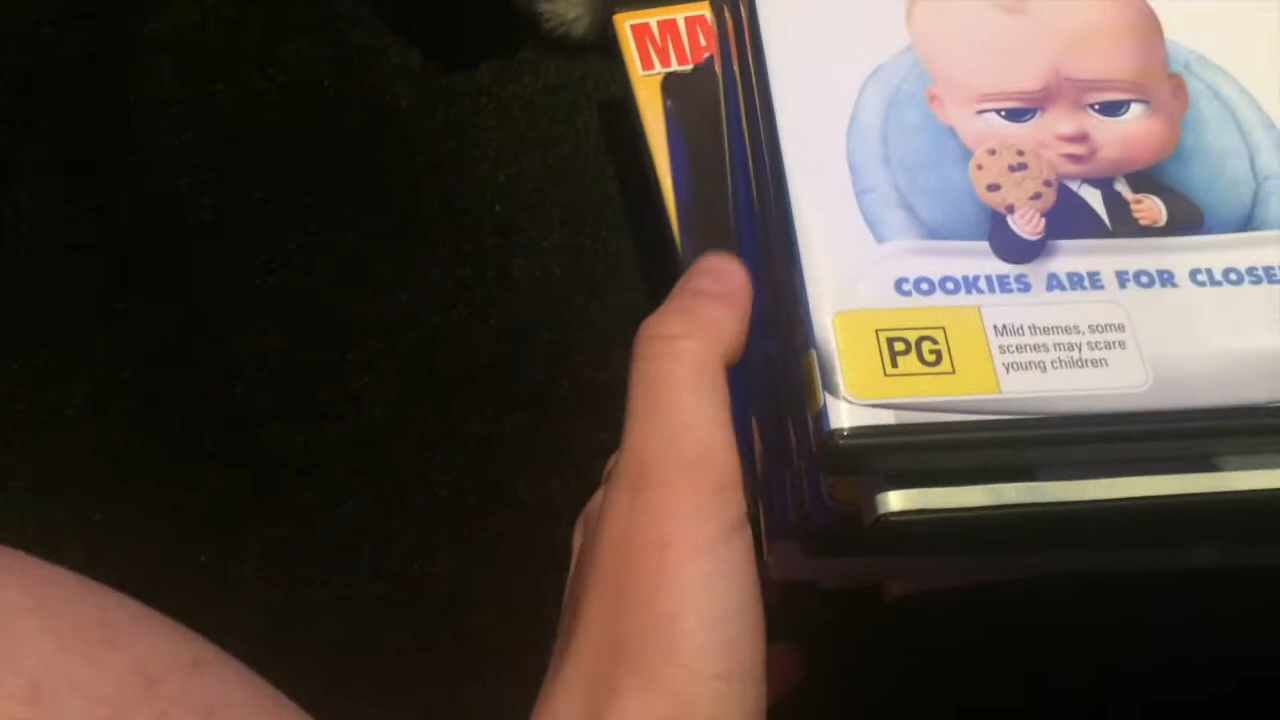 MA
COOKIES ARE FOR CLOSE
PG
Mild themes, some
scenes may scare
young children